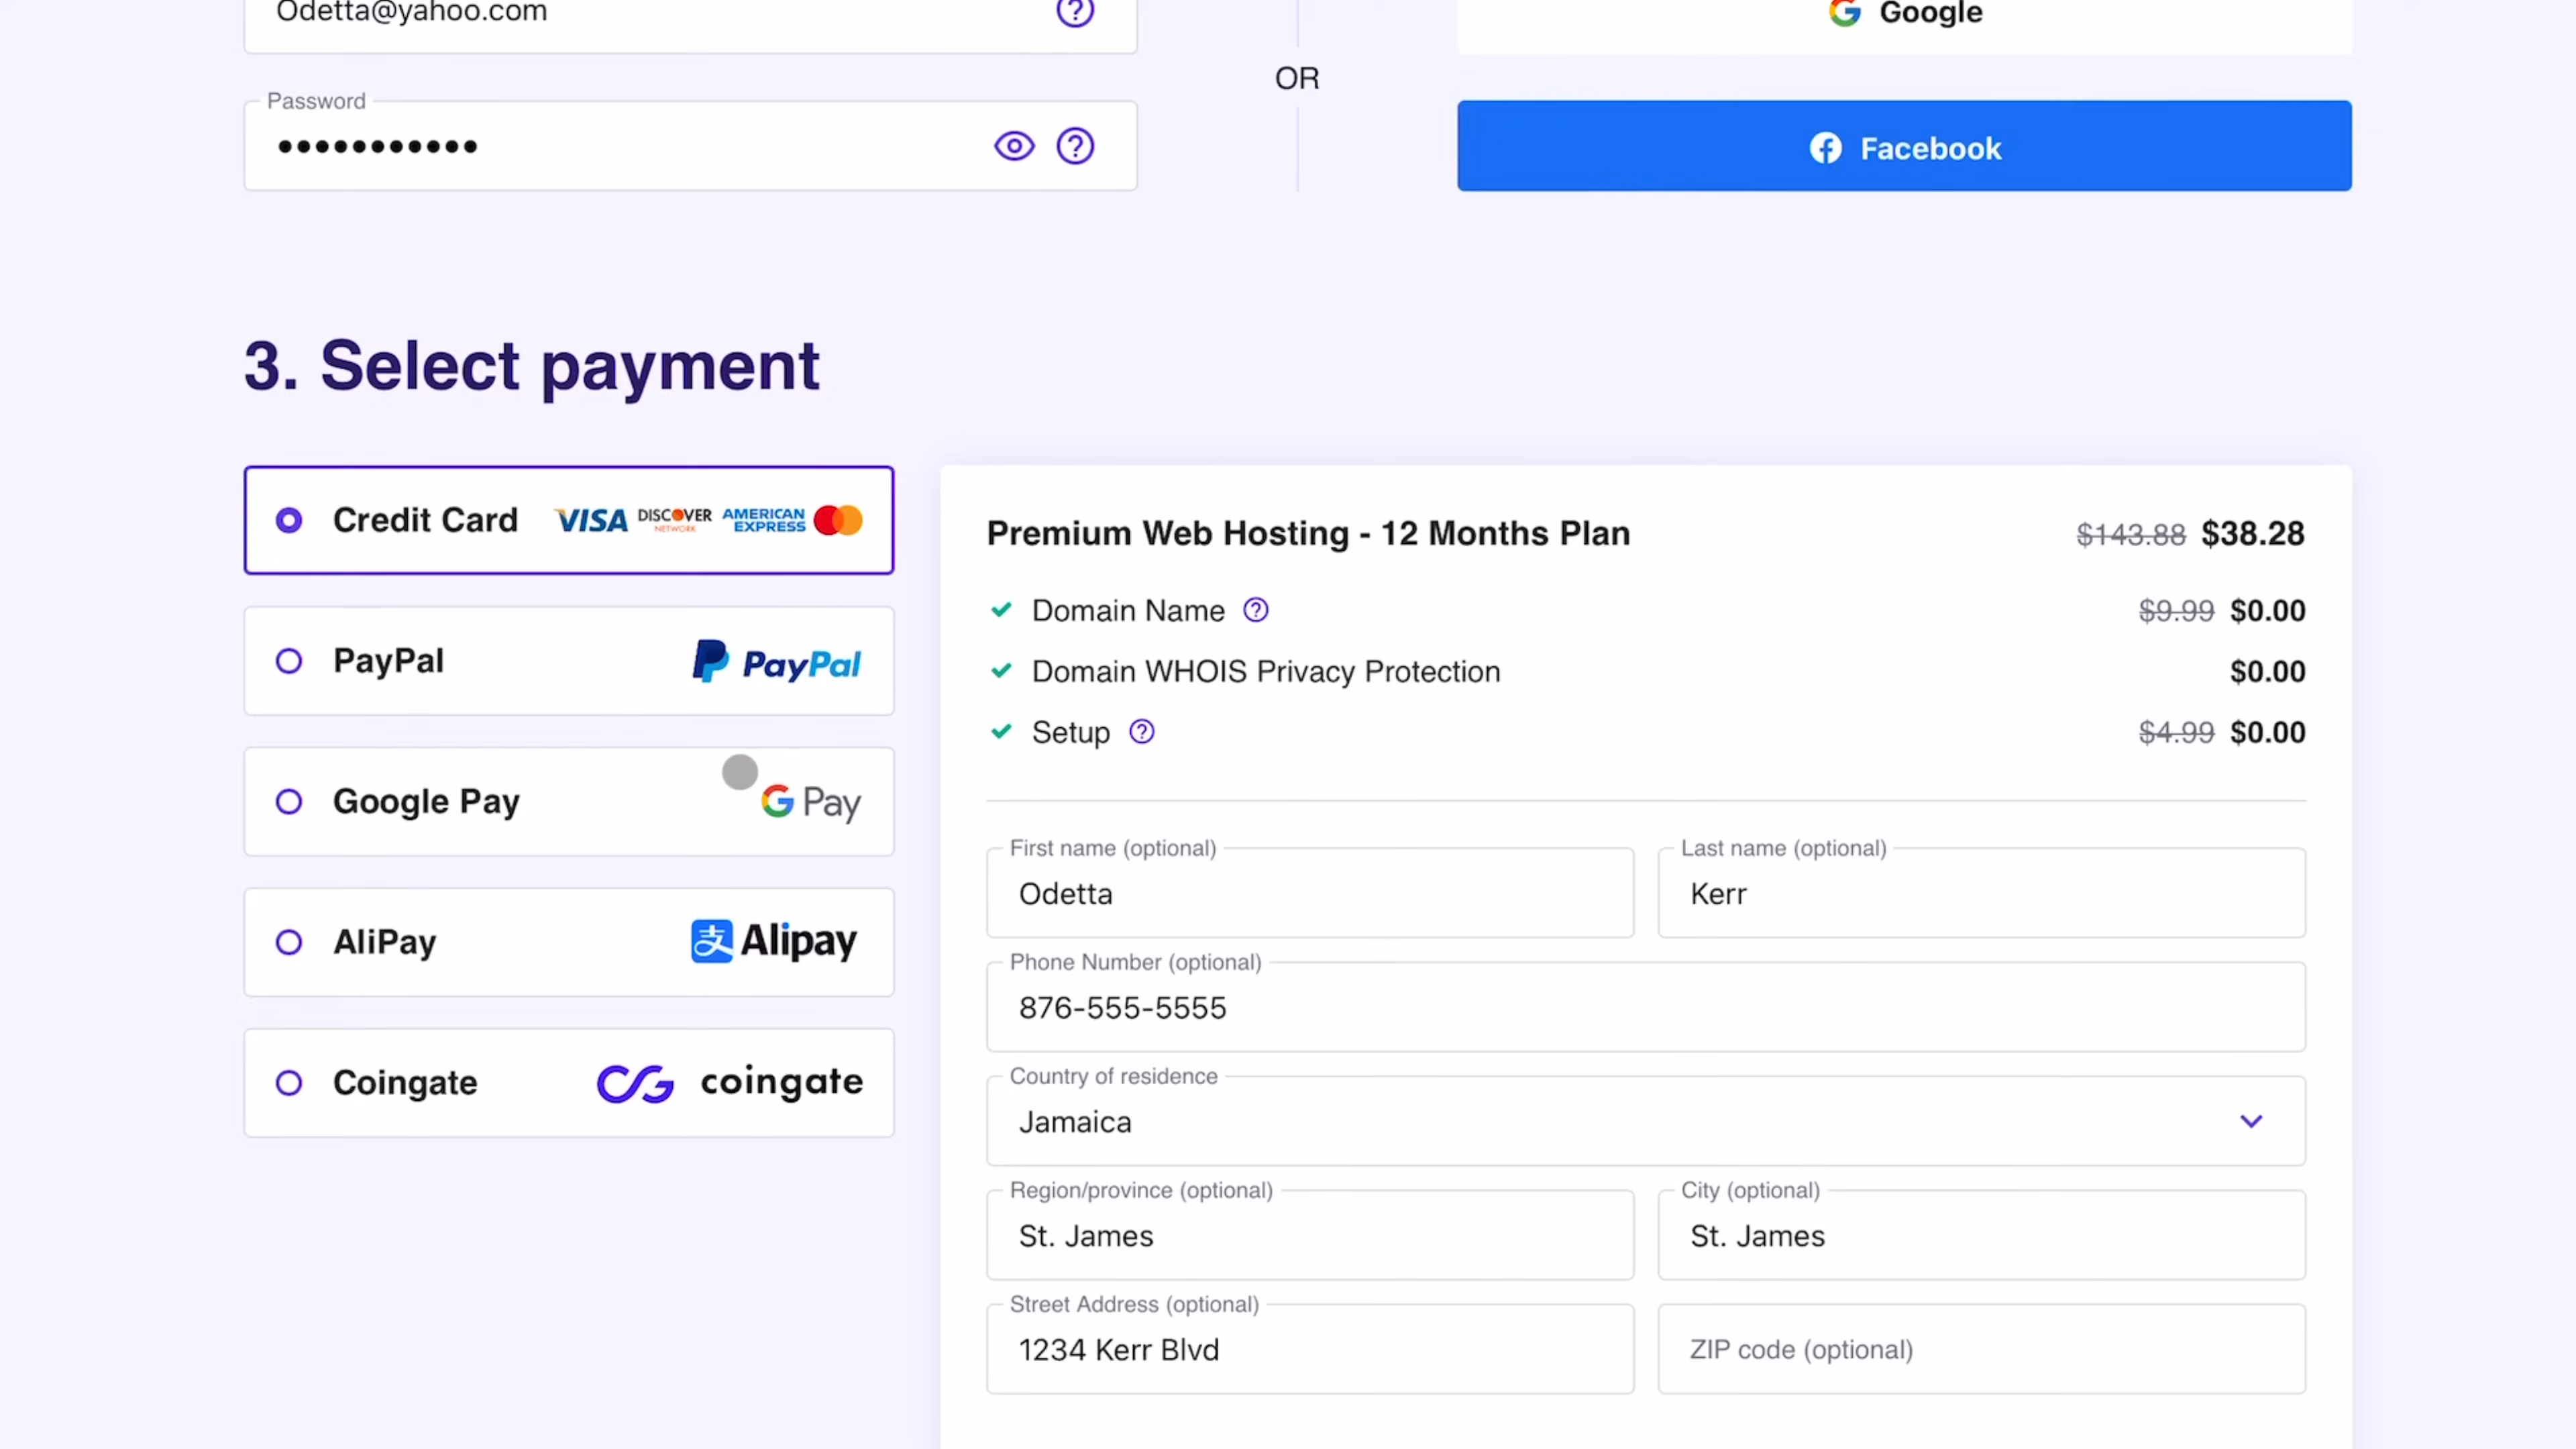 Odetta@yahoo.com
Google
OR
Password
Facebook
3. Select payment
Credit Card VISA DISCOVER NETWORK AMERICAN EXPRESS
PayPal PayPal
Google Pay G Pay
AliPay 支 Alipay
Coingate CG coingate
Premium Web Hosting - 12 Months Plan $143.88 $38.28
Domain Name $9.99 $0.00
Domain WHOIS Privacy Protection $0.00
Setup $4.99 $0.00
First name (optional) Last name (optional)
Odetta Kerr
Phone Number (optional)
876-555-5555
Country of residence
Jamaica
Region/province (optional) City (optional)
St. James St. James
Street Address (optional)
1234 Kerr Blvd ZIP code (optional)